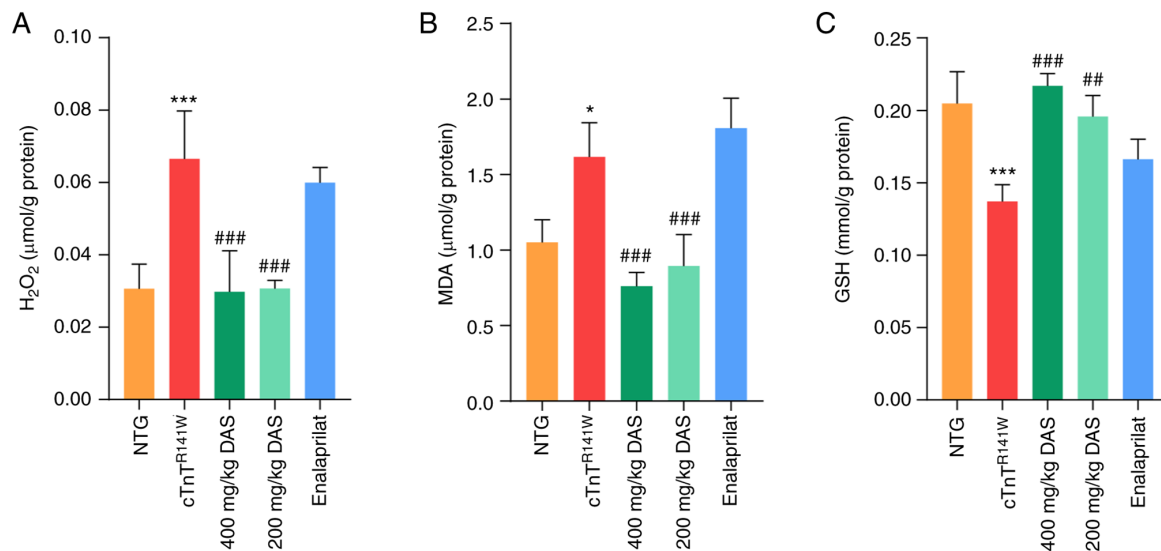 A
H₂O₂ (μmol/g protein)
0.10
0.08
0.06
0.04
0.02
0.00
***
###
###
NTG
cTnTᴿ¹⁴¹ᵂ
400 mg/kg DAS
200 mg/kg DAS
Enalaprilat
B
MDA (μmol/g protein)
2.5
2.0
1.5
1.0
0.5
0.0
*
###
###
NTG
cTnTᴿ¹⁴¹ᵂ
400 mg/kg DAS
200 mg/kg DAS
Enalaprilat
C
GSH (mmol/g protein)
0.25
0.20
0.15
0.10
0.05
0.00
***
###
##
NTG
cTnTᴿ¹⁴¹ᵂ
400 mg/kg DAS
200 mg/kg DAS
Enalaprilat